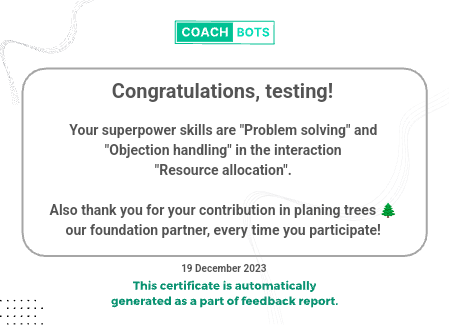 COACH BOTS
Congratulations, testing!
Your superpower skills are "Problem solving" and
"Objection handling" in the interaction
"Resource allocation".
Also thank you for your contribution in planing trees 🌲
our foundation partner, every time you participate!
19 December 2023
This certificate is automatically
generated as a part of feedback report.